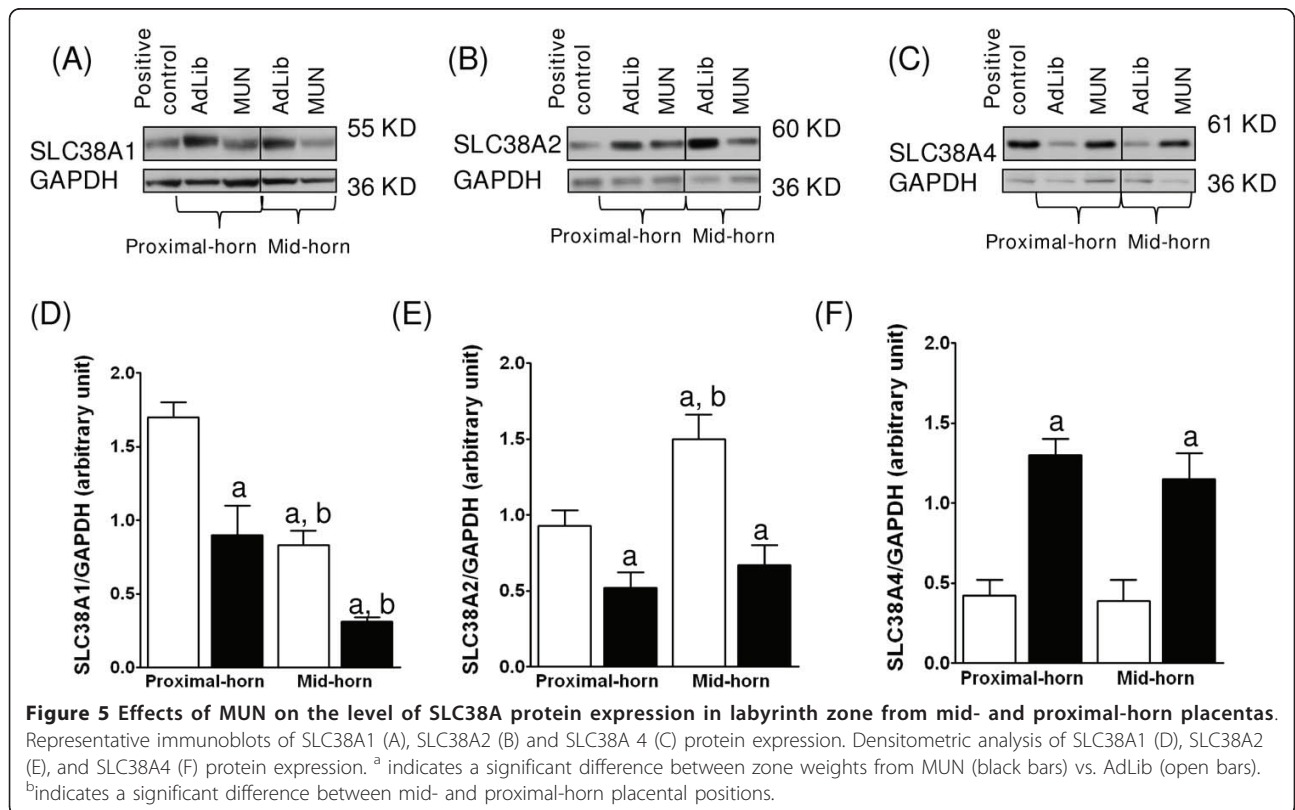 (A)
Positive control
AdLib
MUN
AdLib
MUN
SLC38A1
55 KD
GAPDH
36 KD
Proximal-horn
Mid-horn
(B)
Positive control
AdLib
MUN
AdLib
MUN
SLC38A2
60 KD
GAPDH
36 KD
Proximal-horn
Mid-horn
(C)
Positive control
AdLib
MUN
AdLib
MUN
SLC38A4
61 KD
GAPDH
36 KD
Proximal-horn
Mid-horn
(D)
SLC38A1/GAPDH (arbitrary unit)
2.0
1.5
1.0
0.5
0.0
a
a, b
a, b
Proximal-horn
Mid-horn
(E)
SLC38A2/GAPDH (arbitrary unit)
2.0
1.5
1.0
0.5
0.0
a
a, b
a
Proximal-horn
Mid-horn
(F)
SLC38A4/GAPDH (arbitrary unit)
2.0
1.5
1.0
0.5
0.0
a
a
Proximal-horn
Mid-horn
Figure 5 Effects of MUN on the level of SLC38A protein expression in labyrinth zone from mid- and proximal-horn placentas.
Representative immunoblots of SLC38A1 (A), SLC38A2 (B) and SLC38A 4 (C) protein expression. Densitometric analysis of SLC38A1 (D), SLC38A2
(E), and SLC38A4 (F) protein expression. a indicates a significant difference between zone weights from MUN (black bars) vs. AdLib (open bars).
bindicates a significant difference between mid- and proximal-horn placental positions.